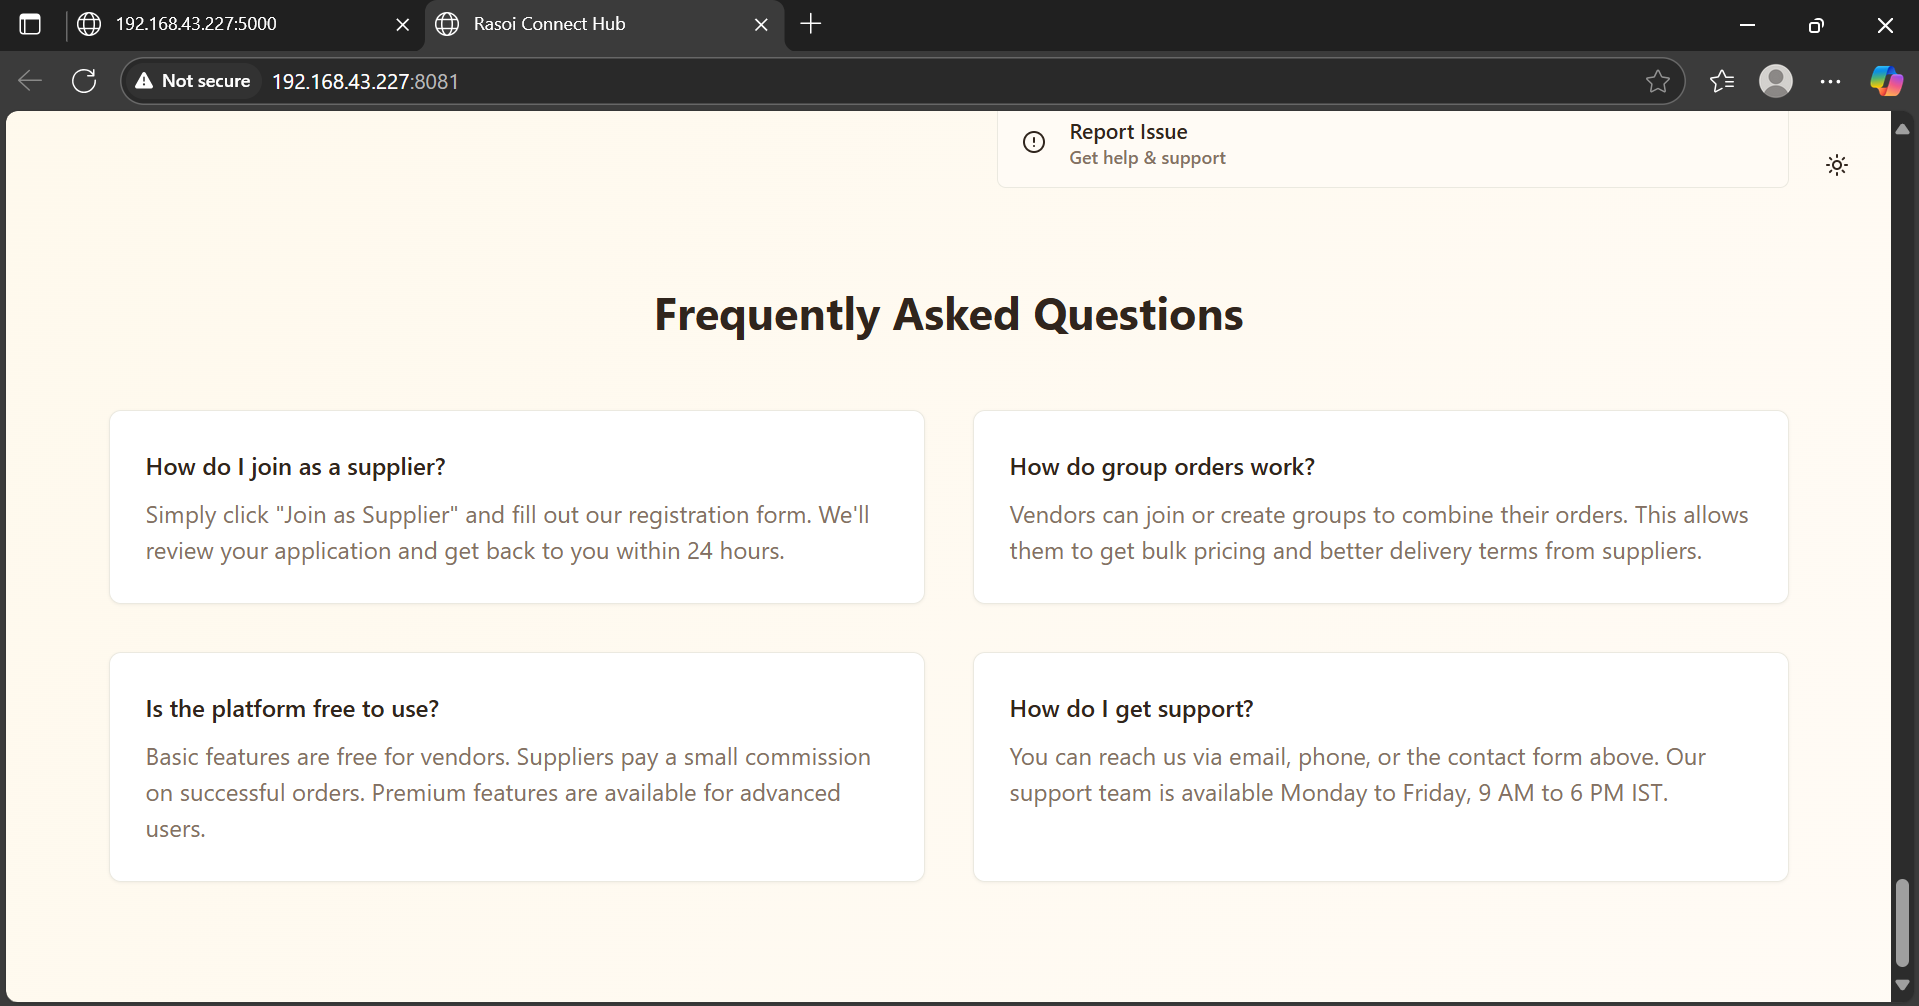 192.168.43.227:5000
Rasoi Connect Hub
Not secure
192.168.43.227:8081
Report Issue
Get help & support
Frequently Asked Questions
How do I join as a supplier?
Simply click "Join as Supplier" and fill out our registration form. We'll
review your application and get back to you within 24 hours.
How do group orders work?
Vendors can join or create groups to combine their orders. This allows
them to get bulk pricing and better delivery terms from suppliers.
Is the platform free to use?
Basic features are free for vendors. Suppliers pay a small commission
on successful orders. Premium features are available for advanced
users.
How do I get support?
You can reach us via email, phone, or the contact form above. Our
support team is available Monday to Friday, 9 AM to 6 PM IST.